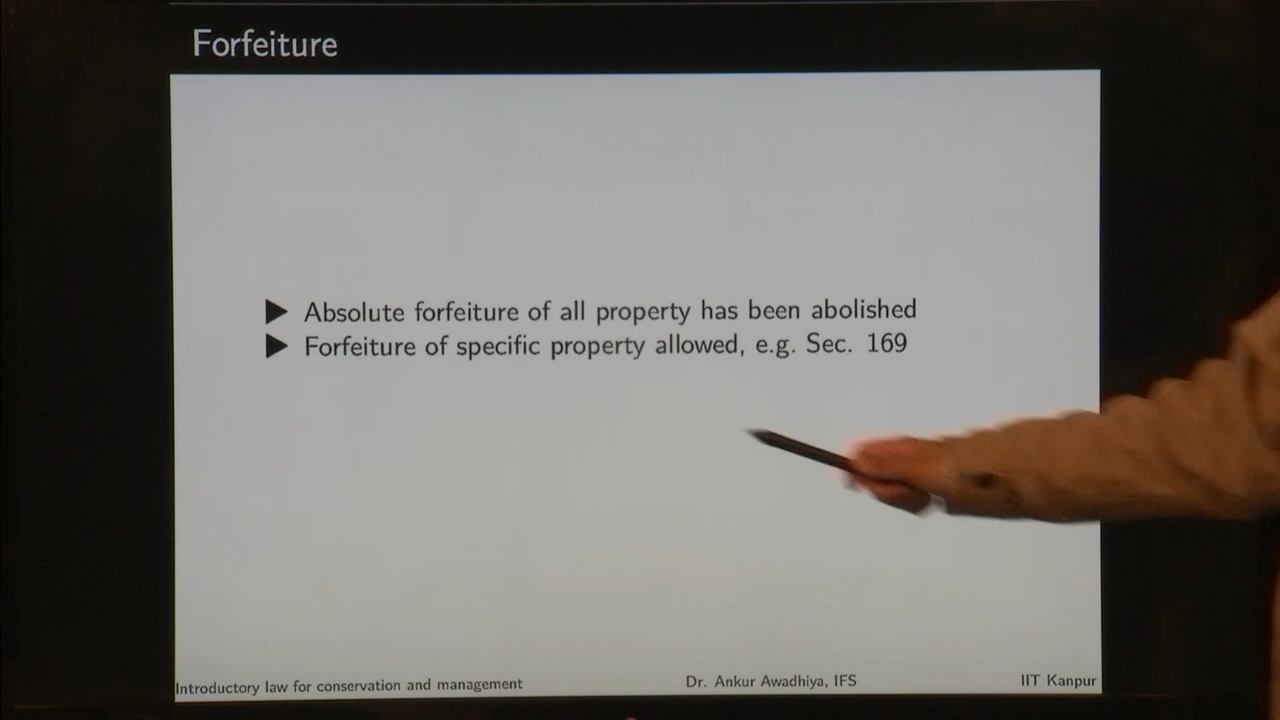 Forfeiture
▶ Absolute forfeiture of all property has been abolished
▶ Forfeiture of specific property allowed, e.g. Sec. 169
Introductory law for conservation and management Dr. Ankur Awadhiya, IFS IIT Kanpur